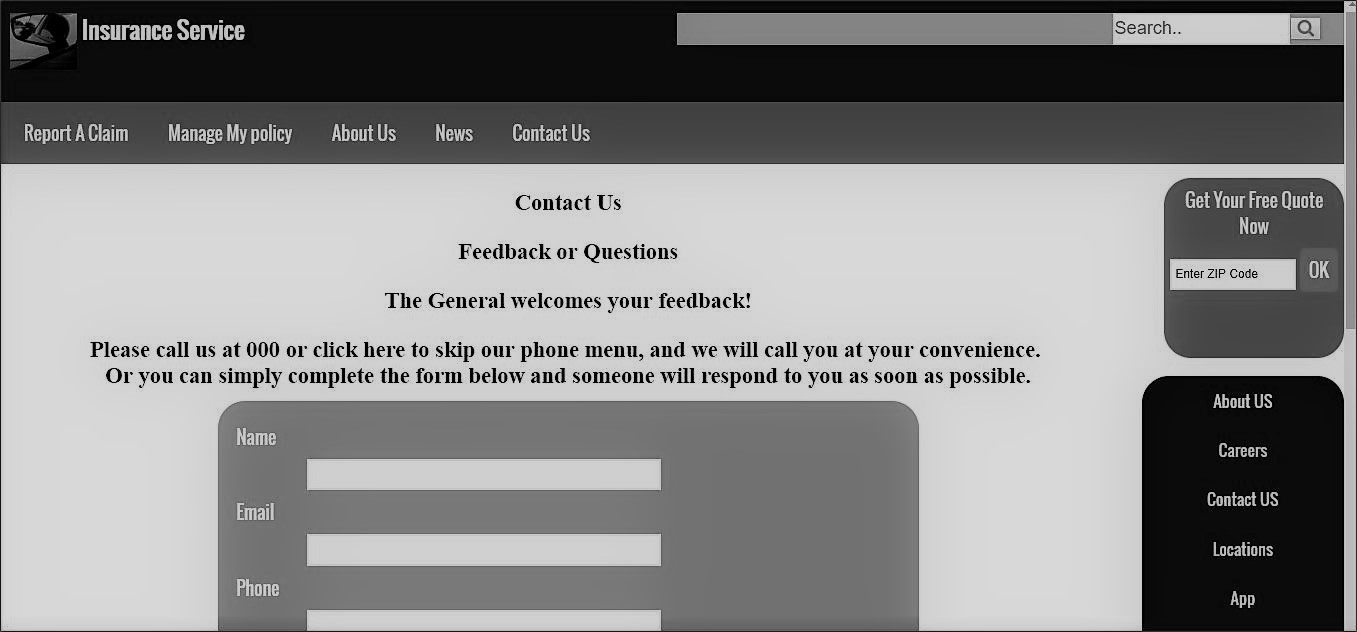 Insurance Service
Search..
Report A Claim
Manage My policy
About Us
News
Contact Us
Contact Us
Feedback or Questions
The General welcomes your feedback!
Please call us at 000 or click here to skip our phone menu, and we will call you at your convenience.
Or you can simply complete the form below and someone will respond to you as soon as possible.
Name
Email
Phone
Get Your Free Quote
Now
Enter ZIP Code
OK
About US
Careers
Contact US
Locations
App